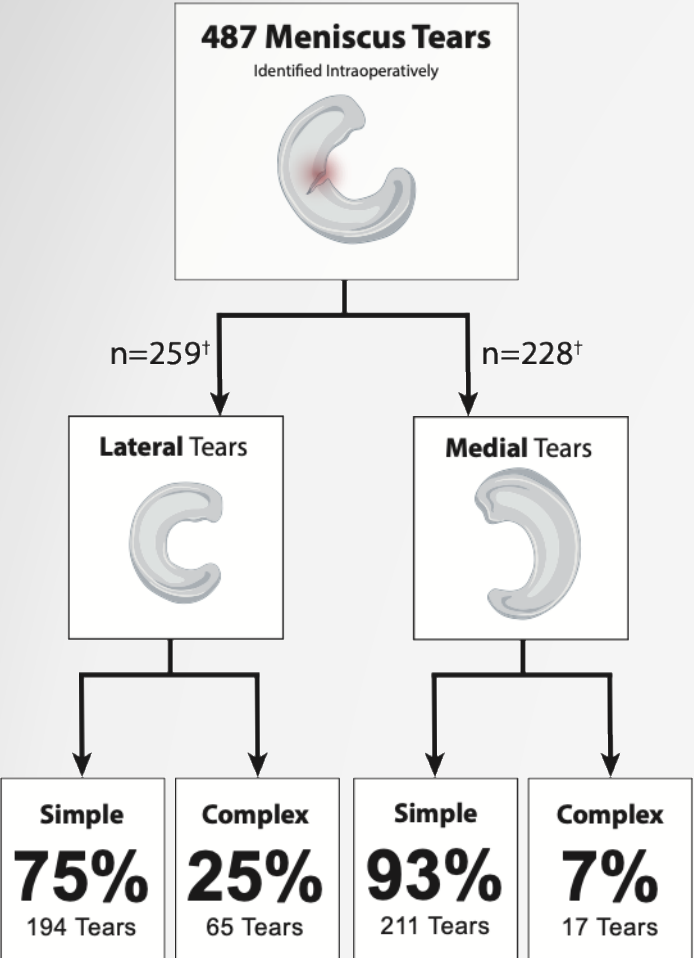 487 Meniscus Tears
Identified Intraoperatively
n=259†
n=228†
Lateral Tears
Medial Tears
Simple
75%
194 Tears
Complex
25%
65 Tears
Simple
93%
211 Tears
Complex
7%
17 Tears